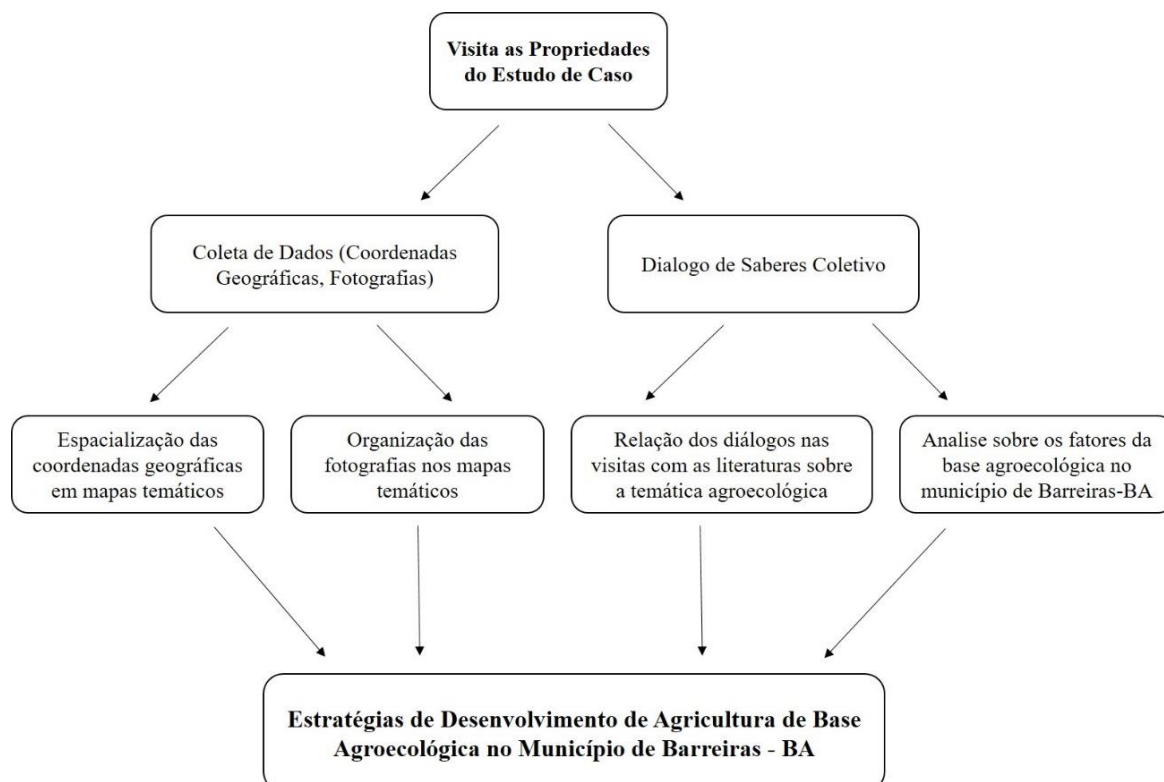 Visita as Propriedades
do Estudo de Caso
Coleta de Dados (Coordenadas
Geográficas, Fotografias)
Dialogo de Saberes Coletivo
Espacialização das
coordenadas geográficas
em mapas temáticos
Organização das
fotografias nos mapas
temáticos
Relação dos diálogos nas
visitas com as literaturas sobre
a temática agroecológica
Analise sobre os fatores da
base agroecológica no
município de Barreiras-BA
Estratégias de Desenvolvimento de Agricultura de Base
Agroecológica no Município de Barreiras - BA